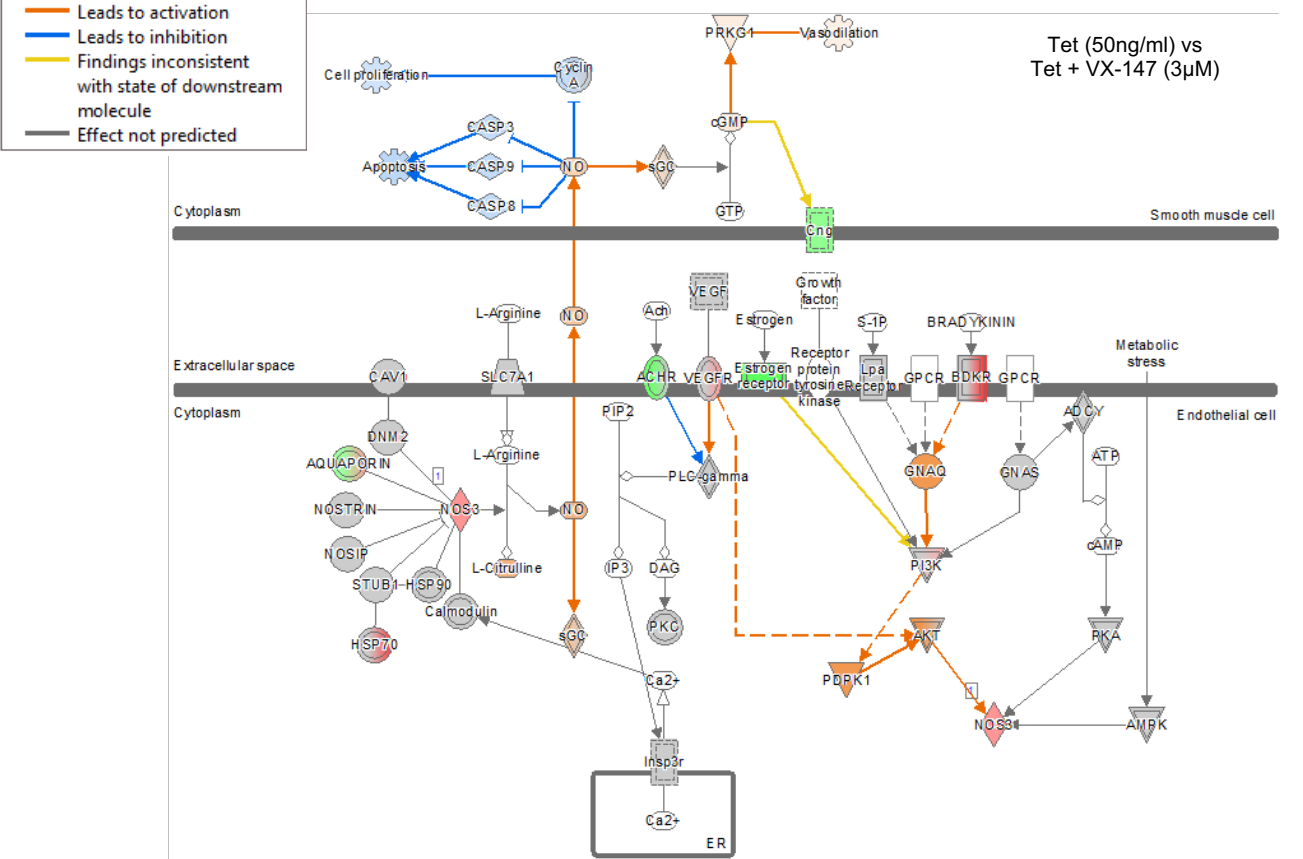 Leads to activation
Leads to inhibition
Findings inconsistent
with state of downstream
molecule
Effect not predicted
Tet (50ng/ml) vs
Tet + VX-147 (3µM)
PRKG1
Vasodilation
Cell proliferation
Cyclin
A
CASP3
cGMP
Apoptosis
CASP9
NO
sGC
CASP8
GTP
Cytoplasm
Smooth muscle cell
Cng
VEGF
Growth
factor
L-Arginine
NO
Ach
Estrogen
S-1P
BRADYKININ
Metabolic
stress
Extracellular space
CAV1
SLC7A1
ACHR
VEGFR
Estrogen
receptor
Receptor
protein
tyrosine
kinase
Lpa
Receptor
GPCR
BDKR
GPCR
Cytoplasm
Endothelial cell
PIP2
ADCY
DNM2
L-Arginine
ATP
AQUAPORIN
1
PLC-gamma
GNAQ
GNAS
NOSTRIN
NOS3
NO
cAMP
NOSIP
L-Citrulline
IP3
DAG
PI3K
STUB1
HSP90
Calmodulin
HSP70
sGC
PKC
AKT
PKA
Ca2+
PDPK1
1
NOS3
AMPK
Insp3r
Ca2+
ER